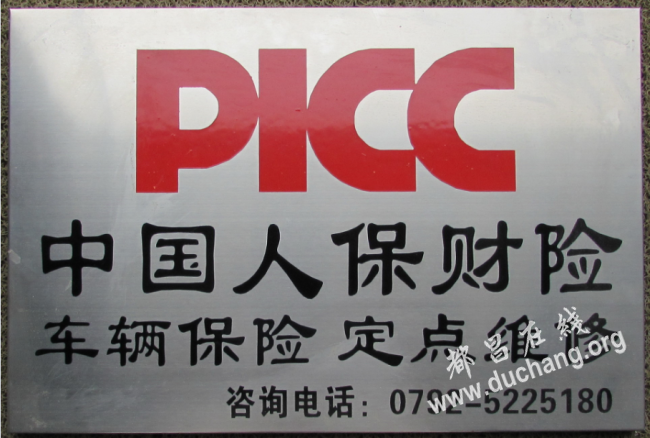 PICC
中国人保财险
车辆保险 定点维修
都昌在线
www.duchang.org
咨询电话：0792-5225180